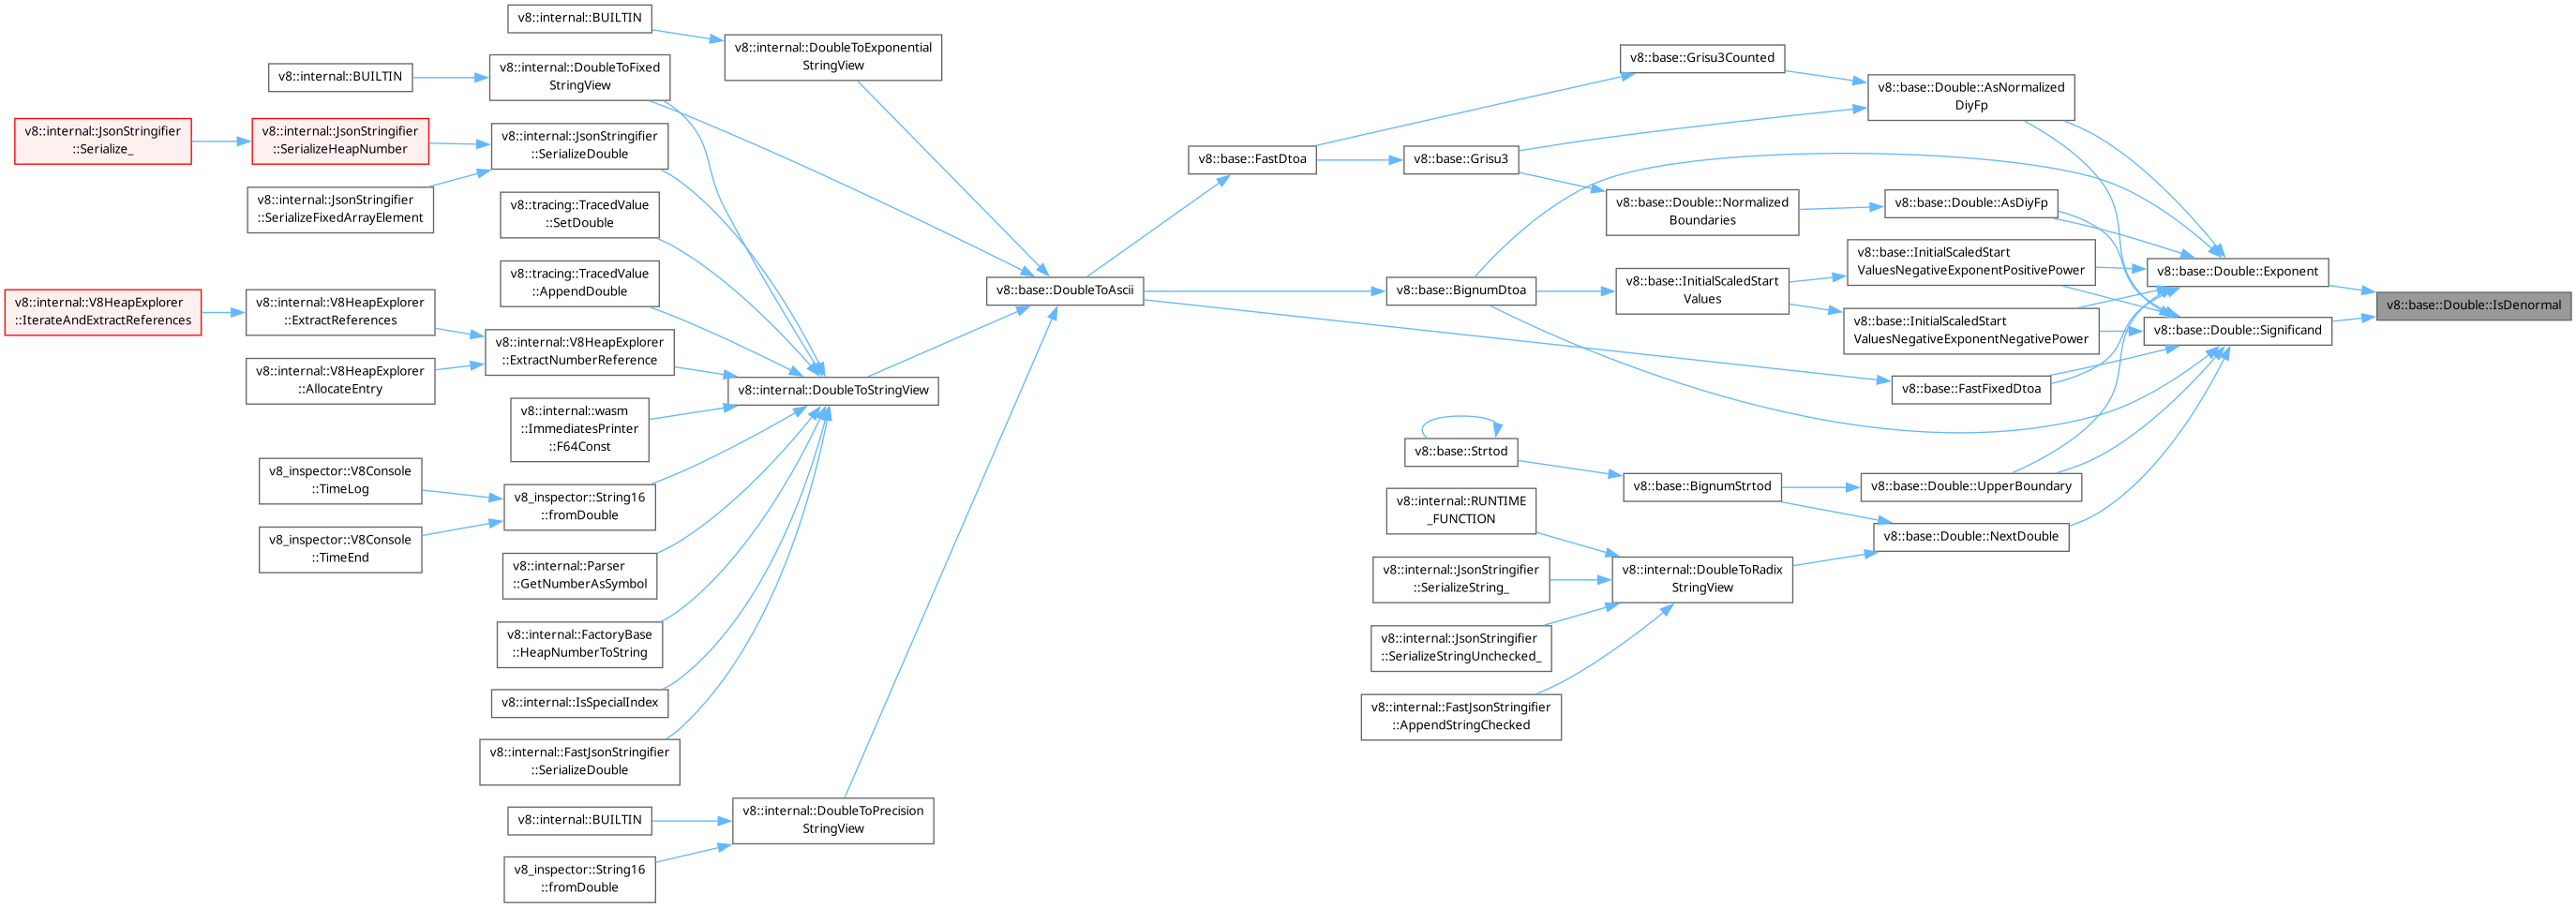 v8::internal::BUILTIN
v8::internal::DoubleToExponential
StringView
v8::internal::DoubleToFixed
StringView
v8::internal::BUILTIN
v8::internal::JsonStringifier
::Serialize_
v8::internal::JsonStringifier
::SerializeHeapNumber
v8::internal::JsonStringifier
::SerializeDouble
v8::internal::JsonStringifier
::SerializeFixedArrayElement
v8::tracing::TracedValue
::SetDouble
v8::tracing::TracedValue
::AppendDouble
v8::internal::V8HeapExplorer
::IterateAndExtractReferences
v8::internal::V8HeapExplorer
::ExtractReferences
v8::internal::V8HeapExplorer
::ExtractNumberReference
v8::internal::V8HeapExplorer
::AllocateEntry
v8::internal::DoubleToStringView
v8::internal::wasm
::ImmediatesPrinter
::F64Const
v8_inspector::V8Console
::TimeLog
v8_inspector::String16
::fromDouble
v8_inspector::V8Console
::TimeEnd
v8::internal::Parser
::GetNumberAsSymbol
v8::internal::FactoryBase
::HeapNumberToString
v8::internal::IsSpecialIndex
v8::internal::FastJsonStringifier
::SerializeDouble
v8::internal::BUILTIN
v8::internal::DoubleToPrecision
StringView
v8_inspector::String16
::fromDouble
v8::base::DoubleToAscii
v8::base::Grisu3Counted
v8::base::Double::AsNormalized
DiyFp
v8::base::FastDtoa
v8::base::Grisu3
v8::base::Double::Normalized
Boundaries
v8::base::Double::AsDiyFp
v8::base::InitialScaledStart
ValuesNegativeExponentPositivePower
v8::base::Double::Exponent
v8::base::BignumDtoa
v8::base::InitialScaledStart
Values
v8::base::Double::IsDenormal
v8::base::InitialScaledStart
ValuesNegativeExponentNegativePower
v8::base::Double::Significand
v8::base::FastFixedDtoa
v8::base::Strtod
v8::base::BignumStrtod
v8::base::Double::UpperBoundary
v8::internal::RUNTIME
_FUNCTION
v8::base::Double::NextDouble
v8::internal::JsonStringifier
::SerializeString_
v8::internal::DoubleToRadix
StringView
v8::internal::JsonStringifier
::SerializeStringUnchecked_
v8::internal::FastJsonStringifier
::AppendStringChecked